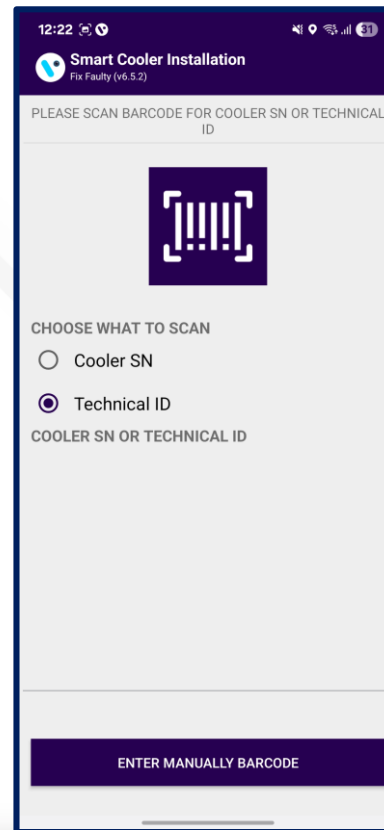 12:22
31
Smart Cooler Installation
Fix Faulty (v6.5.2)
PLEASE SCAN BARCODE FOR COOLER SN OR TECHNICAL
ID
CHOOSE WHAT TO SCAN
Cooler SN
Technical ID
COOLER SN OR TECHNICAL ID
ENTER MANUALLY BARCODE